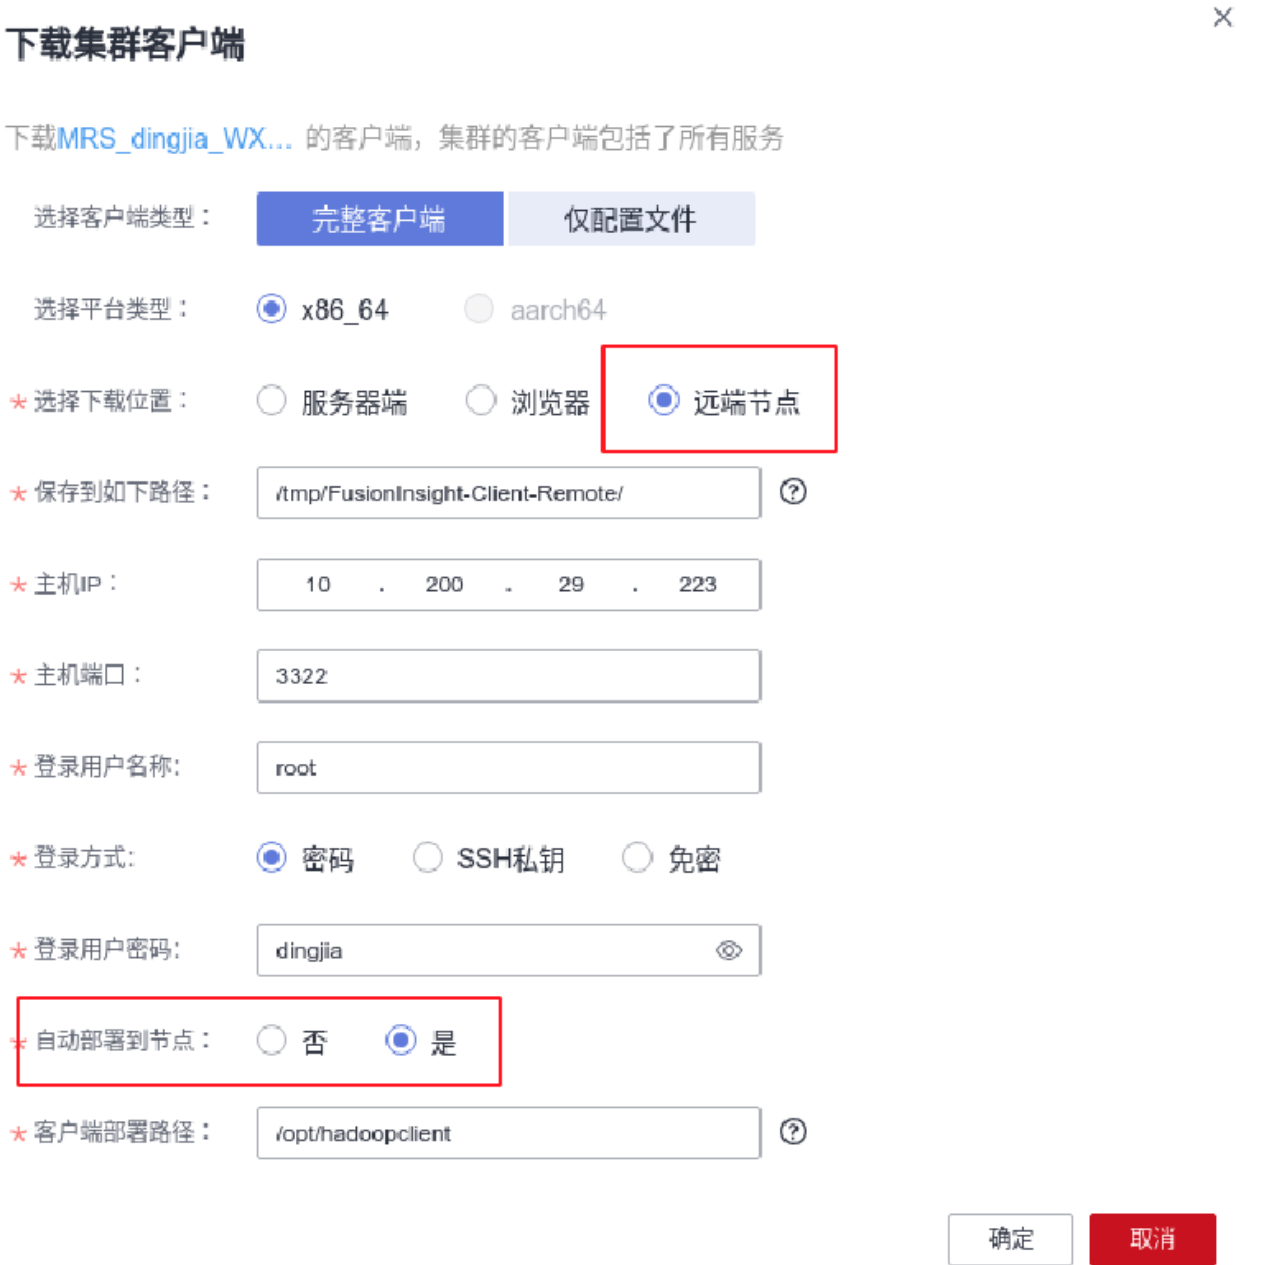 下载集群客户端
下载MRS_dingjia_WX... 的客户端，集群的客户端包括了所有服务
选择客户端类型： 完整客户端 仅配置文件
选择平台类型： x86_64 aarch64
* 选择下载位置： 服务器端 浏览器 远端节点
* 保存到如下路径： /tmp/FusionInsight-Client-Remote/
* 主机IP： 10 . 200 . 29 . 223
* 主机端口： 3322
* 登录用户名称: root
* 登录方式: 密码 SSH私钥 免密
* 登录用户密码: dingjia
* 自动部署到节点： 否 是
* 客户端部署路径： /opt/hadoopclient
确定 取消